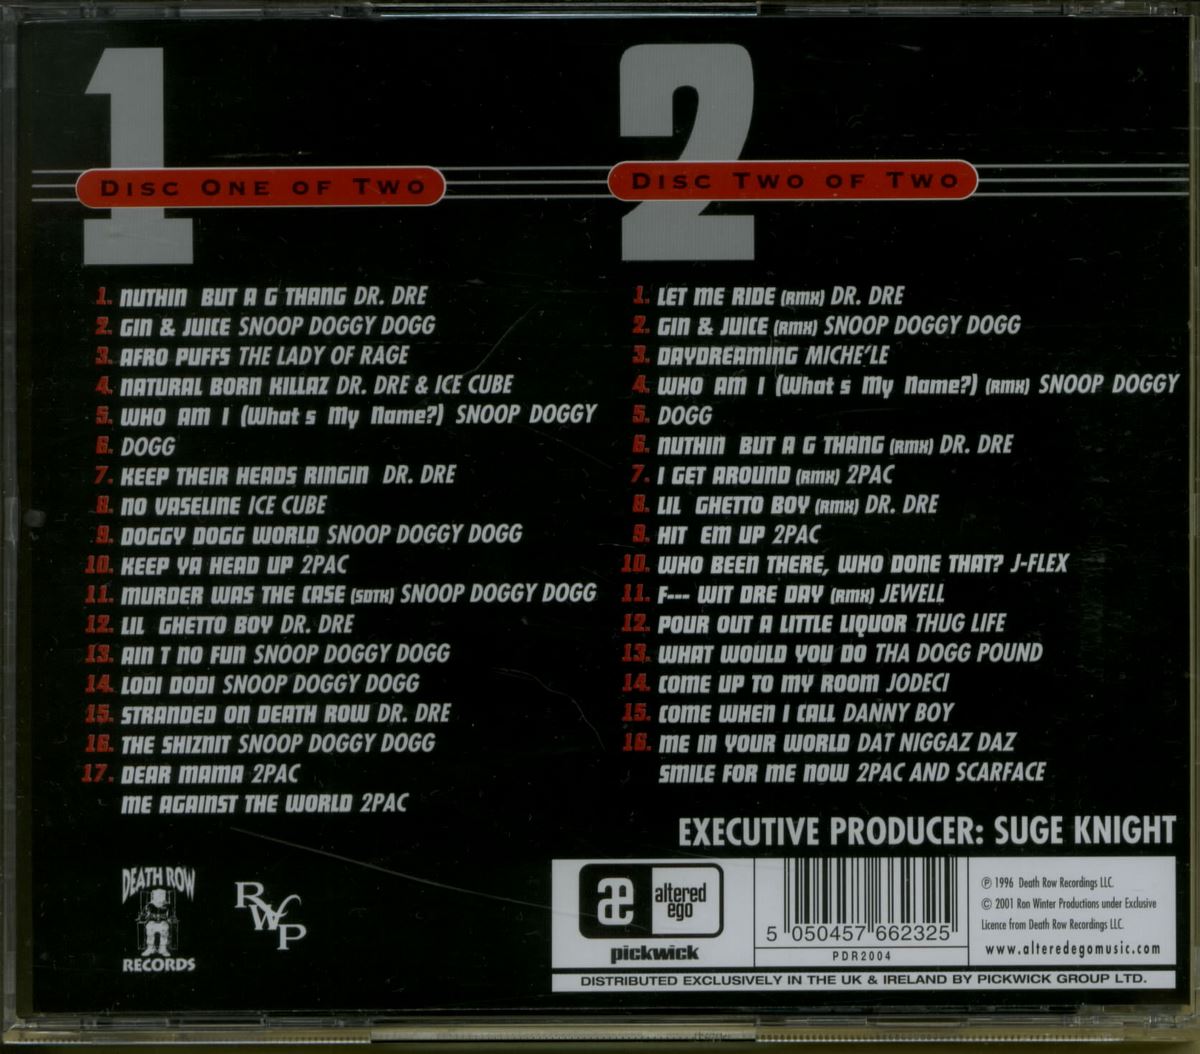 1
DISC ONE OF TWO
1. NUTHIN BUT A G THANG DR. DRE
2. GIN & JUICE SNOOP DOGGY DOGG
3. AFRO PUFFS THE LADY OF RAGE
4. NATURAL BORN KILLAZ DR. DRE & ICE CUBE
5. WHO AM I (What s My Name?) SNOOP DOGGY
6. DOGG
7. KEEP THEIR HEADS RINGIN DR. DRE
8. NO VASELINE ICE CUBE
9. DOGGY DOGG WORLD SNOOP DOGGY DOGG
10. KEEP YA HEAD UP 2PAC
11. MURDER WAS THE CASE (SDTK) SNOOP DOGGY DOGG
12. LIL GHETTO BOY DR. DRE
13. AIN T NO FUN SNOOP DOGGY DOGG
14. LODI DODI SNOOP DOGGY DOGG
15. STRANDED ON DEATH ROW DR. DRE
16. THE SHIZNIT SNOOP DOGGY DOGG
17. DEAR MAMA 2PAC
ME AGAINST THE WORLD 2PAC
2
DISC TWO OF TWO
1. LET ME RIDE (RMX) DR. DRE
2. GIN & JUICE (RMX) SNOOP DOGGY DOGG
3. DAYDREAMING MICHE'LE
4. WHO AM I (What s My Name?) (RMX) SNOOP DOGGY
5. DOGG
6. NUTHIN BUT A G THANG (RMX) DR. DRE
7. I GET AROUND (RMX) 2PAC
8. LIL GHETTO BOY (RMX) DR. DRE
9. HIT EM UP 2PAC
10. WHO BEEN THERE, WHO DONE THAT? J-FLEX
11. F--- WIT DRE DAY (RMX) JEWELL
12. POUR OUT A LITTLE LIQUOR THUG LIFE
13. WHAT WOULD YOU DO THA DOGG POUND
14. COME UP TO MY ROOM JODECI
15. COME WHEN I CALL DANNY BOY
16. ME IN YOUR WORLD DAT NIGGAZ DAZ
SMILE FOR ME NOW 2PAC AND SCARFACE
EXECUTIVE PRODUCER: SUGE KNIGHT
DEATH ROW
RECORDS
RWP
æ
altered
ego
pickwick
5 050457 662325
PDR2004
℗ 1996 Death Row Recordings LLC.
© 2001 Ron Winter Productions under Exclusive
Licence from Death Row Recordings LLC.
www.alteredegomusic.com
DISTRIBUTED EXCLUSIVELY IN THE UK & IRELAND BY PICKWICK GROUP LTD.